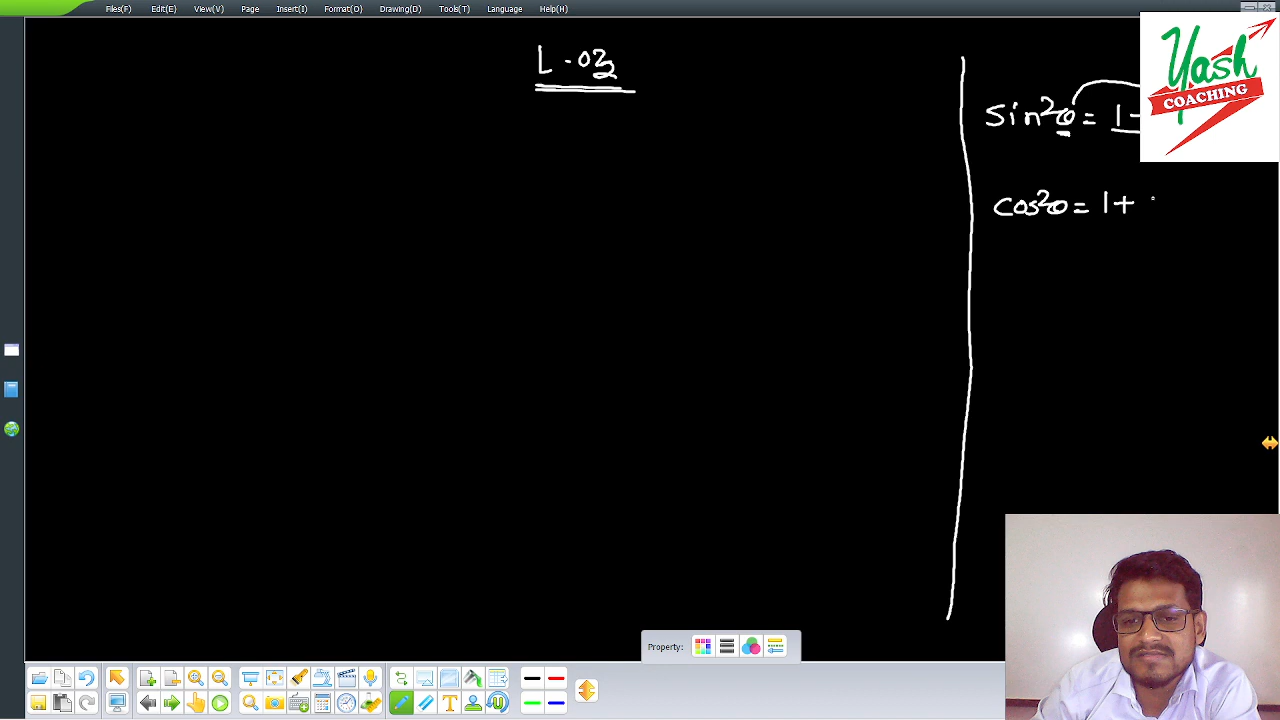 Files(F) Edit(E) View(V) Page Insert(I) Format(O) Drawing(D) Tools(T) Language Help(H)
L-03
Yash
COACHING
sin²θ = 1-
cos²θ = 1+
Property: